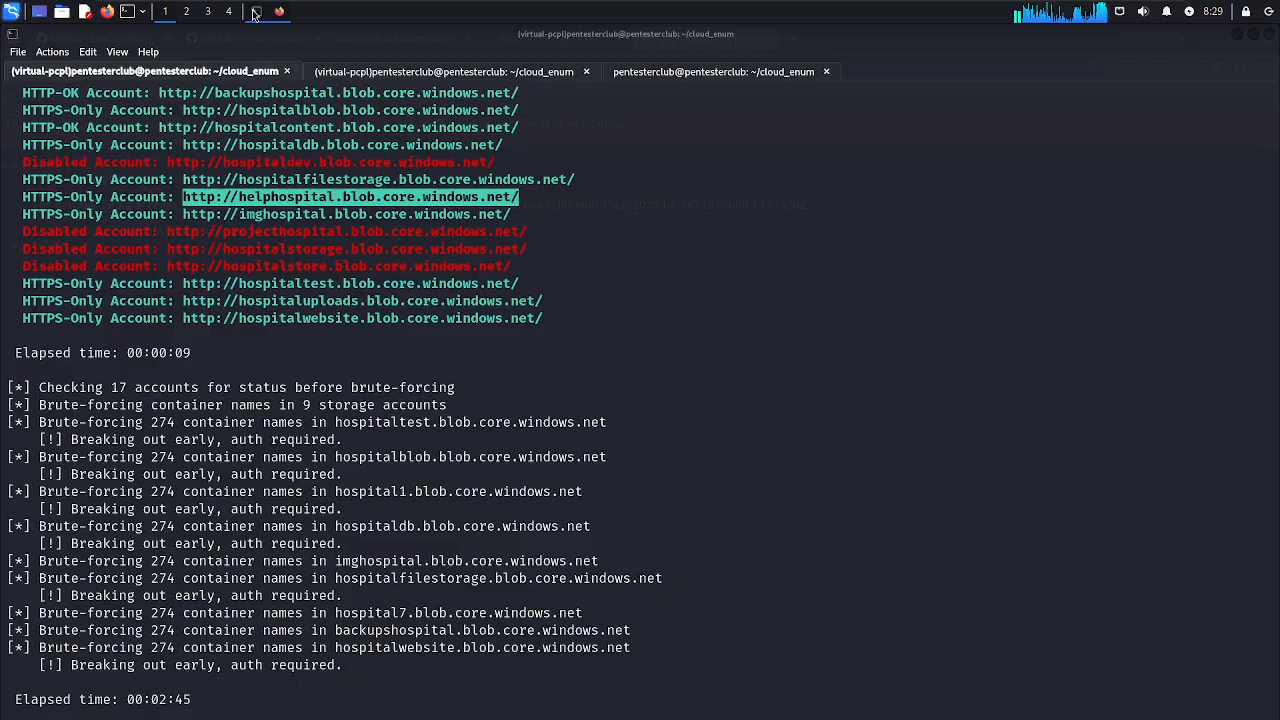 1 2 3 4 8:29
(virtual-pcpl)pentesterclub@pentesterclub: ~/cloud_enum
File Actions Edit View Help
(virtual-pcpl)pentesterclub@pentesterclub: ~/cloud_enum × (virtual-pcpl)pentesterclub@pentesterclub: ~/cloud_enum × pentesterclub@pentesterclub: ~/cloud_enum ×
HTTP-OK Account: http://backupshospital.blob.core.windows.net/
HTTPS-Only Account: http://hospitalblob.blob.core.windows.net/
HTTP-OK Account: http://hospitalcontent.blob.core.windows.net/
HTTPS-Only Account: http://hospitaldb.blob.core.windows.net/
Disabled Account: http://hospitaldev.blob.core.windows.net/
HTTPS-Only Account: http://hospitalfilestorage.blob.core.windows.net/
HTTPS-Only Account: http://helphospital.blob.core.windows.net/
HTTPS-Only Account: http://imghospital.blob.core.windows.net/
Disabled Account: http://projecthospital.blob.core.windows.net/
Disabled Account: http://hospitalstorage.blob.core.windows.net/
Disabled Account: http://hospitalstore.blob.core.windows.net/
HTTPS-Only Account: http://hospitaltest.blob.core.windows.net/
HTTPS-Only Account: http://hospitaluploads.blob.core.windows.net/
HTTPS-Only Account: http://hospitalwebsite.blob.core.windows.net/
Elapsed time: 00:00:09
[*] Checking 17 accounts for status before brute-forcing
[*] Brute-forcing container names in 9 storage accounts
[*] Brute-forcing 274 container names in hospitaltest.blob.core.windows.net
[!] Breaking out early, auth required.
[*] Brute-forcing 274 container names in hospitalblob.blob.core.windows.net
[!] Breaking out early, auth required.
[*] Brute-forcing 274 container names in hospital1.blob.core.windows.net
[!] Breaking out early, auth required.
[*] Brute-forcing 274 container names in hospitaldb.blob.core.windows.net
[!] Breaking out early, auth required.
[*] Brute-forcing 274 container names in imghospital.blob.core.windows.net
[*] Brute-forcing 274 container names in hospitalfilestorage.blob.core.windows.net
[!] Breaking out early, auth required.
[*] Brute-forcing 274 container names in hospital7.blob.core.windows.net
[*] Brute-forcing 274 container names in backupshospital.blob.core.windows.net
[*] Brute-forcing 274 container names in hospitalwebsite.blob.core.windows.net
[!] Breaking out early, auth required.
Elapsed time: 00:02:45